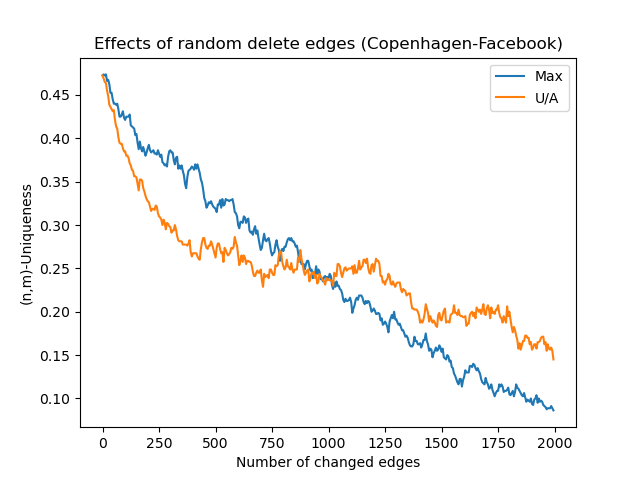 Effects of random delete edges (Copenhagen-Facebook)
Max
U/A
(n,m)-Uniqueness
0.45
0.40
0.35
0.30
0.25
0.20
0.15
0.10
0 250 500 750 1000 1250 1500 1750 2000
Number of changed edges